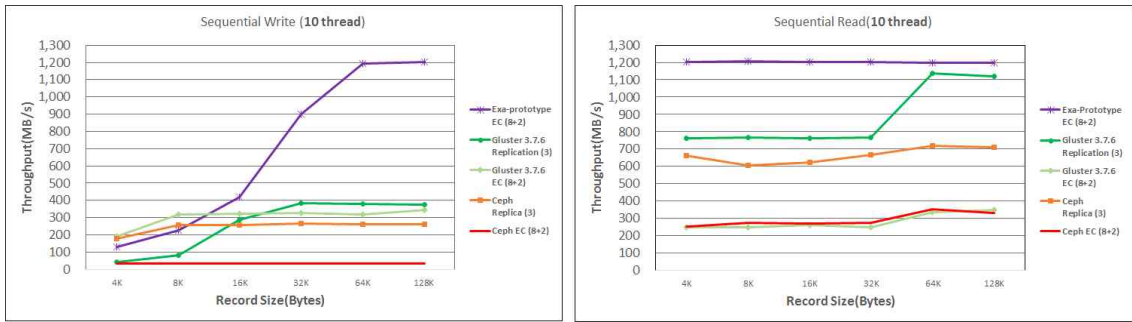 Sequential Write (10 thread)
Throughput(MB/s)
1,300
1,200
1,100
1,000
900
800
700
600
500
400
300
200
100
0
4K 8K 16K 32K 64K 128K
Record Size(Bytes)
Exa-prototype
EC (8+2)
Gluster 3.7.6
Replication (3)
Gluster 3.7.6
EC (8+2)
Ceph
Replica (3)
Ceph EC (8+2)
Sequential Read(10 thread)
Throughput(MB/s)
1,300
1,200
1,100
1,000
900
800
700
600
500
400
300
200
100
0
4K 8K 16K 32K 64K 128K
Record Size(Bytes)
Exa-Prototype
EC (8+2)
Gluster 3.7.6
Replication (3)
Gluster 3.7.6
EC (8+2)
Ceph
Replica (3)
Ceph EC (8+2)